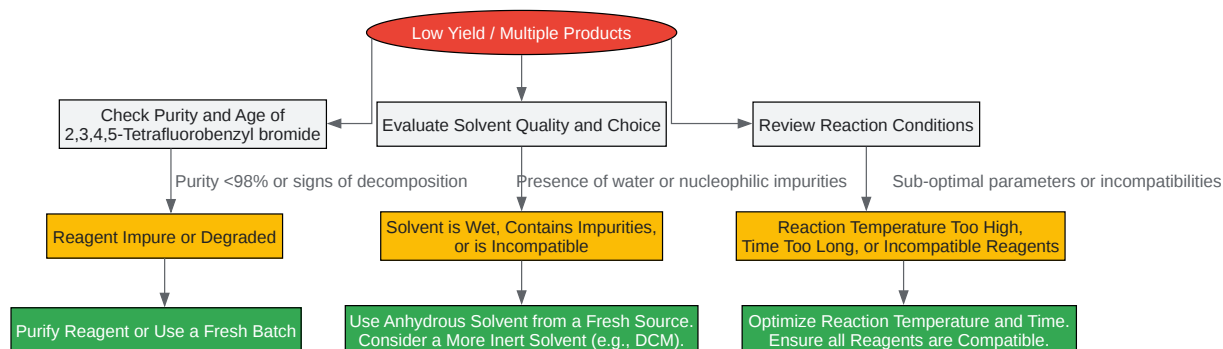 Low Yield / Multiple Products
Check Purity and Age of
2,3,4,5-Tetrafluorobenzyl bromide
Evaluate Solvent Quality and Choice
Review Reaction Conditions
Purity <98% or signs of decomposition
Presence of water or nucleophilic impurities
Sub-optimal parameters or incompatibilities
Reagent Impure or Degraded
Solvent is Wet, Contains Impurities,
or is Incompatible
Reaction Temperature Too High,
Time Too Long, or Incompatible Reagents
Purify Reagent or Use a Fresh Batch
Use Anhydrous Solvent from a Fresh Source.
Consider a More Inert Solvent (e.g., DCM).
Optimize Reaction Temperature and Time.
Ensure all Reagents are Compatible.